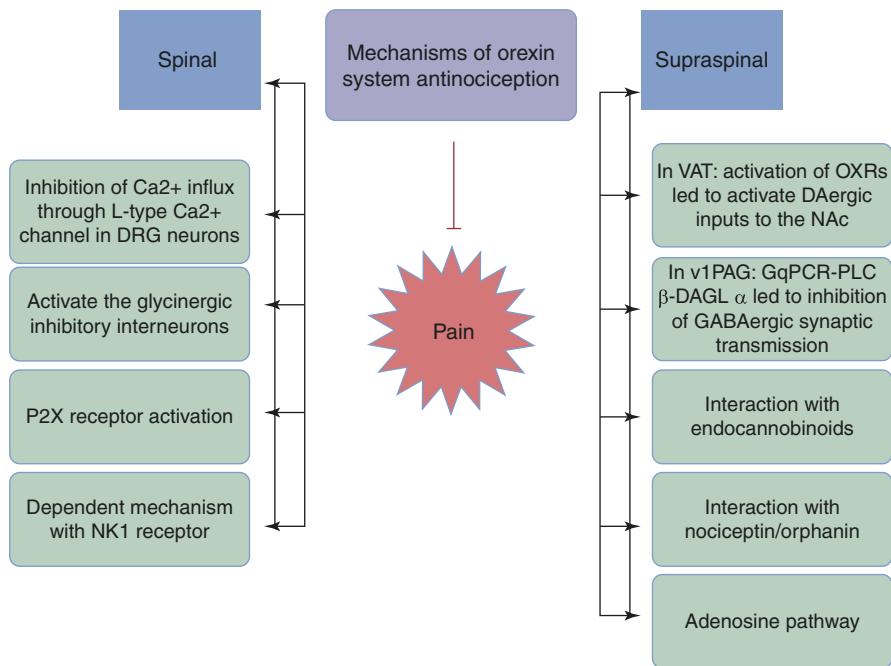 Spinal
Mechanisms of orexin
system antinociception
Supraspinal
Inhibition of Ca2+ influx
through L-type Ca2+
channel in DRG neurons
Activate the glycinergic
inhibitory interneurons
P2X receptor activation
Dependent mechanism
with NK1 receptor
Pain
In VAT: activation of OXRs
led to activate DAergic
inputs to the NAc
In v1PAG: GqPCR-PLC
β-DAGL α led to inhibition
of GABAergic synaptic
transmission
Interaction with
endocannobinoids
Interaction with
nociceptin/orphanin
Adenosine pathway